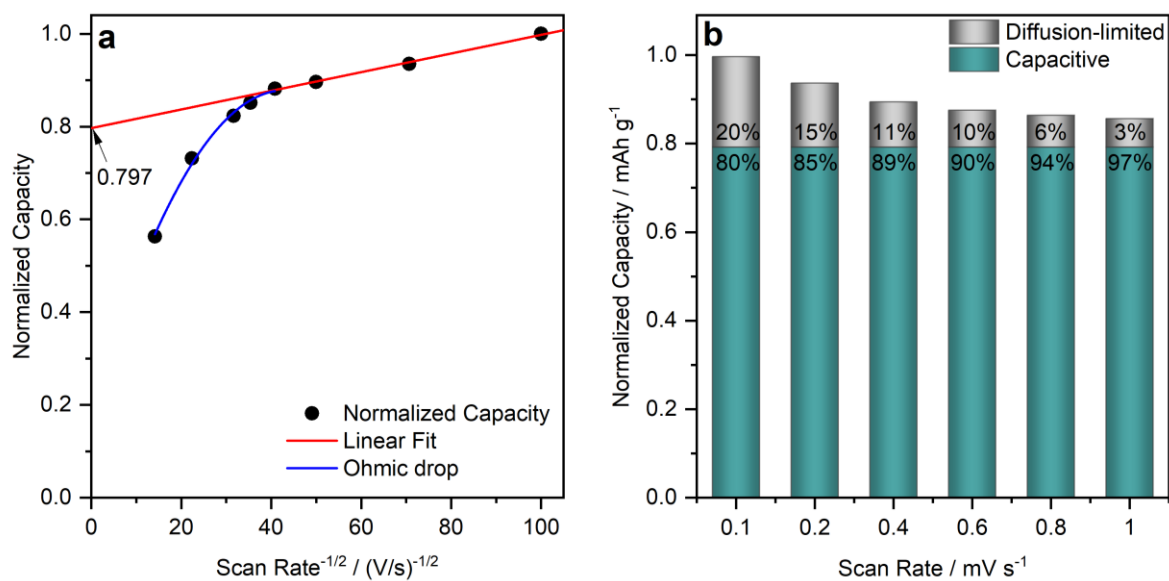 a
1.0
0.8
0.6
0.4
0.2
0.0
0.797
Normalized Capacity
Linear Fit
Ohmic drop
0
20
40
60
80
100
Normalized Capacity
Scan Rate-1/2 / (V/s)-1/2
b
Diffusion-limited
Capacitive
1.0
0.8
0.6
0.4
0.2
0.0
20% 15% 11% 10% 6% 3%
80% 85% 89% 90% 94% 97%
0.1
0.2
0.4
0.6
0.8
1
Normalized Capacity / mAh g-1
Scan Rate / mV s-1